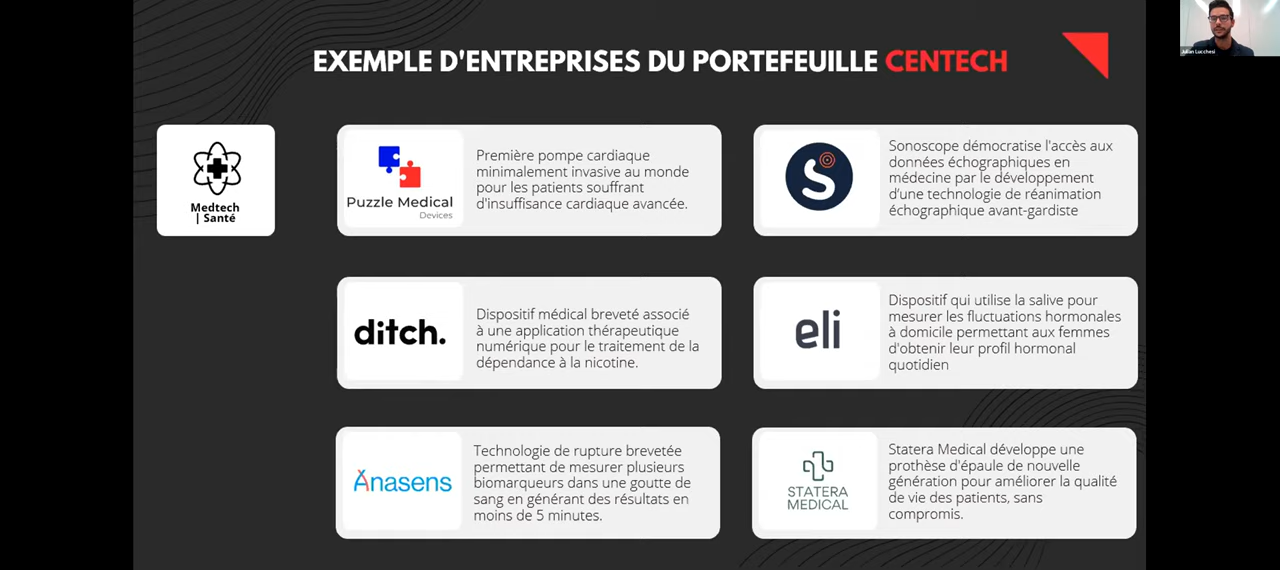 EXEMPLE D'ENTREPRISES DU PORTEFEUILLE CENTECH
Medtech
| Santé
Puzzle Medical
Devices
Première pompe cardiaque
minimalement invasive au monde
pour les patients souffrant
d'insuffisance cardiaque avancée.
S
Sonoscope démocratise l'accès aux
données échographiques en
médecine par le développement
d'une technologie de réanimation
échographique avant-gardiste
ditch.
Dispositif médical breveté associé
à une application thérapeutique
numérique pour le traitement de la
dépendance à la nicotine.
eli
Dispositif qui utilise la salive pour
mesurer les fluctuations hormonales
à domicile permettant aux femmes
d'obtenir leur profil hormonal
quotidien
Anasens
Technologie de rupture brevetée
permettant de mesurer plusieurs
biomarqueurs dans une goutte de
sang en générant des résultats en
moins de 5 minutes.
STATERA
MEDICAL
Statera Medical développe une
prothèse d'épaule de nouvelle
génération pour améliorer la qualité
de vie des patients, sans
compromis.
Lucchesi